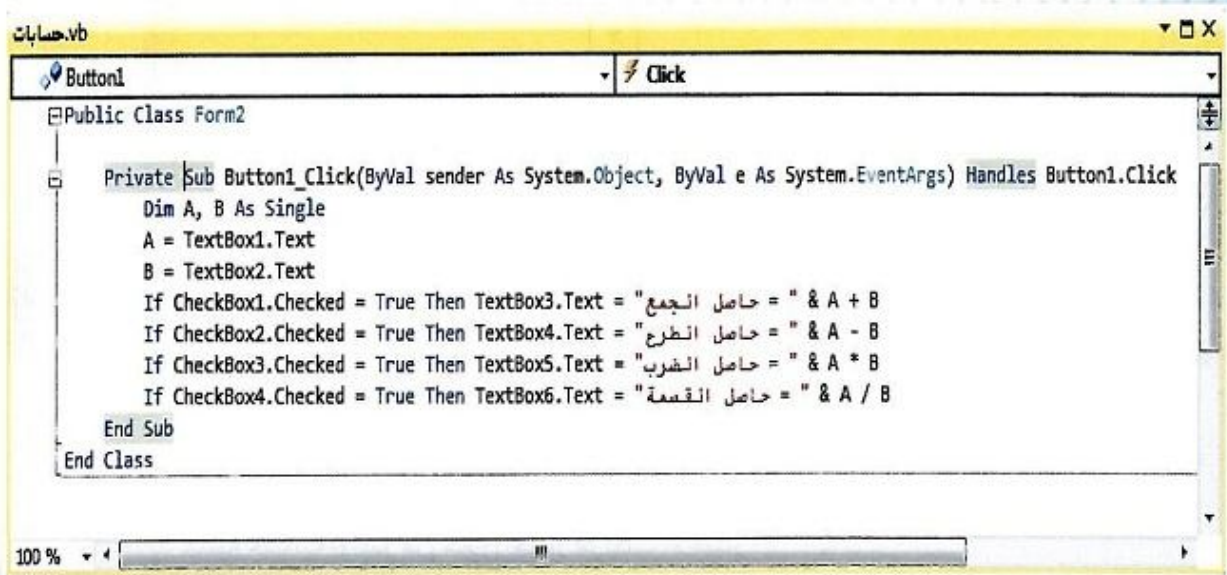 حسابات.vb
Button1 Click
Public Class Form2
Private Sub Button1_Click(ByVal sender As System.Object, ByVal e As System.EventArgs) Handles Button1.Click
Dim A, B As Single
A = TextBox1.Text
B = TextBox2.Text
If CheckBox1.Checked = True Then TextBox3.Text = "حاصل الجمع = " & A + B
If CheckBox2.Checked = True Then TextBox4.Text = "حاصل الطرح = " & A - B
If CheckBox3.Checked = True Then TextBox5.Text = "حاصل الضرب = " & A * B
If CheckBox4.Checked = True Then TextBox6.Text = "حاصل القسمة = " & A / B
End Sub
End Class
100 %